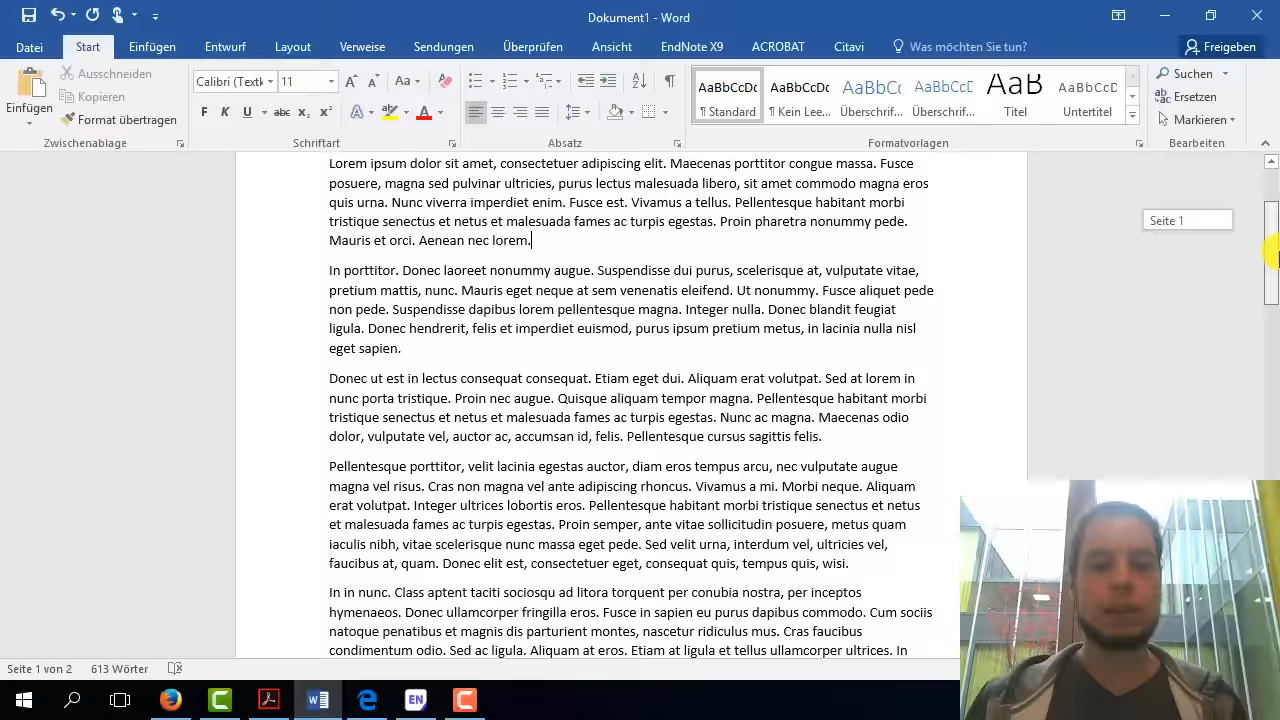 Dokument1 - Word
Datei Start Einfügen Entwurf Layout Verweise Sendungen Überprüfen Ansicht EndNote X9 ACROBAT Citavi Was möchten Sie tun? Freigeben
Einfügen
Ausschneiden
Kopieren
Format übertragen
Zwischenablage
Calibri (Textk 11
Aa
F K U abc x₂ x² A A
Schriftart
Absatz
AaBbCcDc AaBbCcDc AaBbCc AaBbCcD AaB AaBbCcD
¶ Standard ¶ Kein Lee... Überschrif... Überschrif... Titel Untertitel
Formatvorlagen
Suchen
Ersetzen
Markieren
Bearbeiten
Lorem ipsum dolor sit amet, consectetuer adipiscing elit. Maecenas porttitor congue massa. Fusce
posuere, magna sed pulvinar ultricies, purus lectus malesuada libero, sit amet commodo magna eros
quis urna. Nunc viverra imperdiet enim. Fusce est. Vivamus a tellus. Pellentesque habitant morbi
tristique senectus et netus et malesuada fames ac turpis egestas. Proin pharetra nonummy pede.
Mauris et orci. Aenean nec lorem.
Seite 1
In porttitor. Donec laoreet nonummy augue. Suspendisse dui purus, scelerisque at, vulputate vitae,
pretium mattis, nunc. Mauris eget neque at sem venenatis eleifend. Ut nonummy. Fusce aliquet pede
non pede. Suspendisse dapibus lorem pellentesque magna. Integer nulla. Donec blandit feugiat
ligula. Donec hendrerit, felis et imperdiet euismod, purus ipsum pretium metus, in lacinia nulla nisl
eget sapien.
Donec ut est in lectus consequat consequat. Etiam eget dui. Aliquam erat volutpat. Sed at lorem in
nunc porta tristique. Proin nec augue. Quisque aliquam tempor magna. Pellentesque habitant morbi
tristique senectus et netus et malesuada fames ac turpis egestas. Nunc ac magna. Maecenas odio
dolor, vulputate vel, auctor ac, accumsan id, felis. Pellentesque cursus sagittis felis.
Pellentesque porttitor, velit lacinia egestas auctor, diam eros tempus arcu, nec vulputate augue
magna vel risus. Cras non magna vel ante adipiscing rhoncus. Vivamus a mi. Morbi neque. Aliquam
erat volutpat. Integer ultrices lobortis eros. Pellentesque habitant morbi tristique senectus et netus
et malesuada fames ac turpis egestas. Proin semper, ante vitae sollicitudin posuere, metus quam
iaculis nibh, vitae scelerisque nunc massa eget pede. Sed velit urna, interdum vel, ultricies vel,
faucibus at, quam. Donec elit est, consectetuer eget, consequat quis, tempus quis, wisi.
In in nunc. Class aptent taciti sociosqu ad litora torquent per conubia nostra, per inceptos
hymenaeos. Donec ullamcorper fringilla eros. Fusce in sapien eu purus dapibus commodo. Cum sociis
natoque penatibus et magnis dis parturient montes, nascetur ridiculus mus. Cras faucibus
condimentum odio. Sed ac ligula. Aliquam at eros. Etiam at ligula et tellus ullamcorper ultrices. In
Seite 1 von 2 613 Wörter
EN